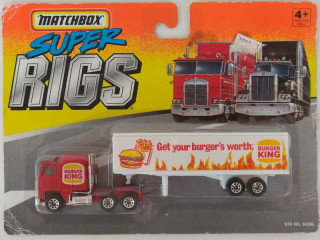 MATCHBOX
SUPER
RIGS
4+
Get your burger's worth.
BURGER
KING
BURGER
KING